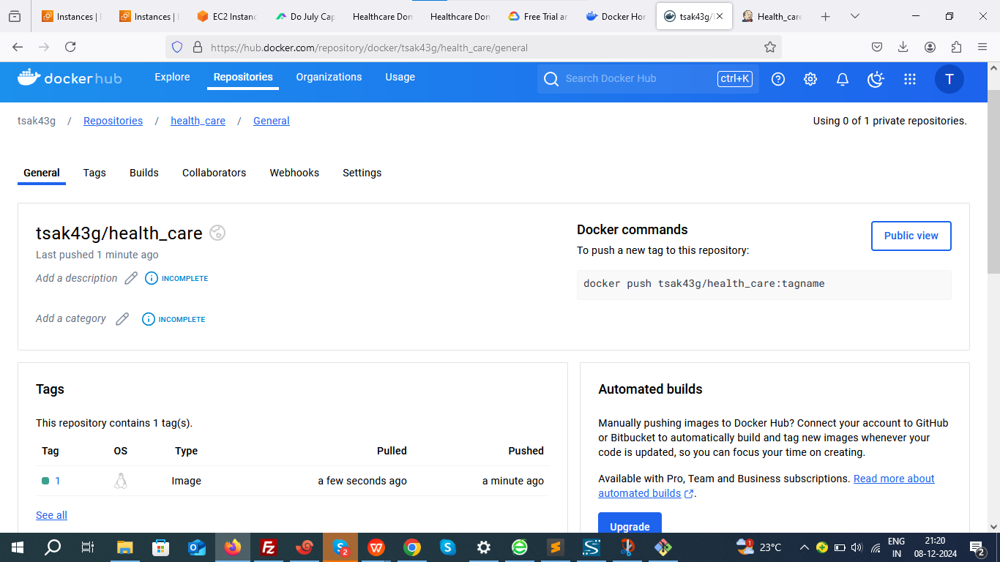 Instances |
Instances |
EC2 Instanc
Do July Cap
Healthcare Don
Healthcare Don
Free Trial an
Docker Hom
tsak43g/
Health_care
https://hub.docker.com/repository/docker/tsak43g/health_care/general
dockerhub
Explore
Repositories
Organizations
Usage
Search Docker Hub
ctrl+K
T
tsak43g / Repositories / health_care / General
Using 0 of 1 private repositories.
General
Tags
Builds
Collaborators
Webhooks
Settings
tsak43g/health_care
Last pushed 1 minute ago
Add a description
INCOMPLETE
Add a category
INCOMPLETE
Docker commands
Public view
To push a new tag to this repository:
docker push tsak43g/health_care:tagname
Tags
This repository contains 1 tag(s).
Tag OS Type Pulled Pushed
1 Image a few seconds ago a minute ago
See all
Automated builds
Manually pushing images to Docker Hub? Connect your account to GitHub
or Bitbucket to automatically build and tag new images whenever your
code is updated, so you can focus your time on creating.
Available with Pro, Team and Business subscriptions. Read more about
automated builds.
Upgrade
2
1
23°C
ENG
IN
21:20
08-12-2024
2